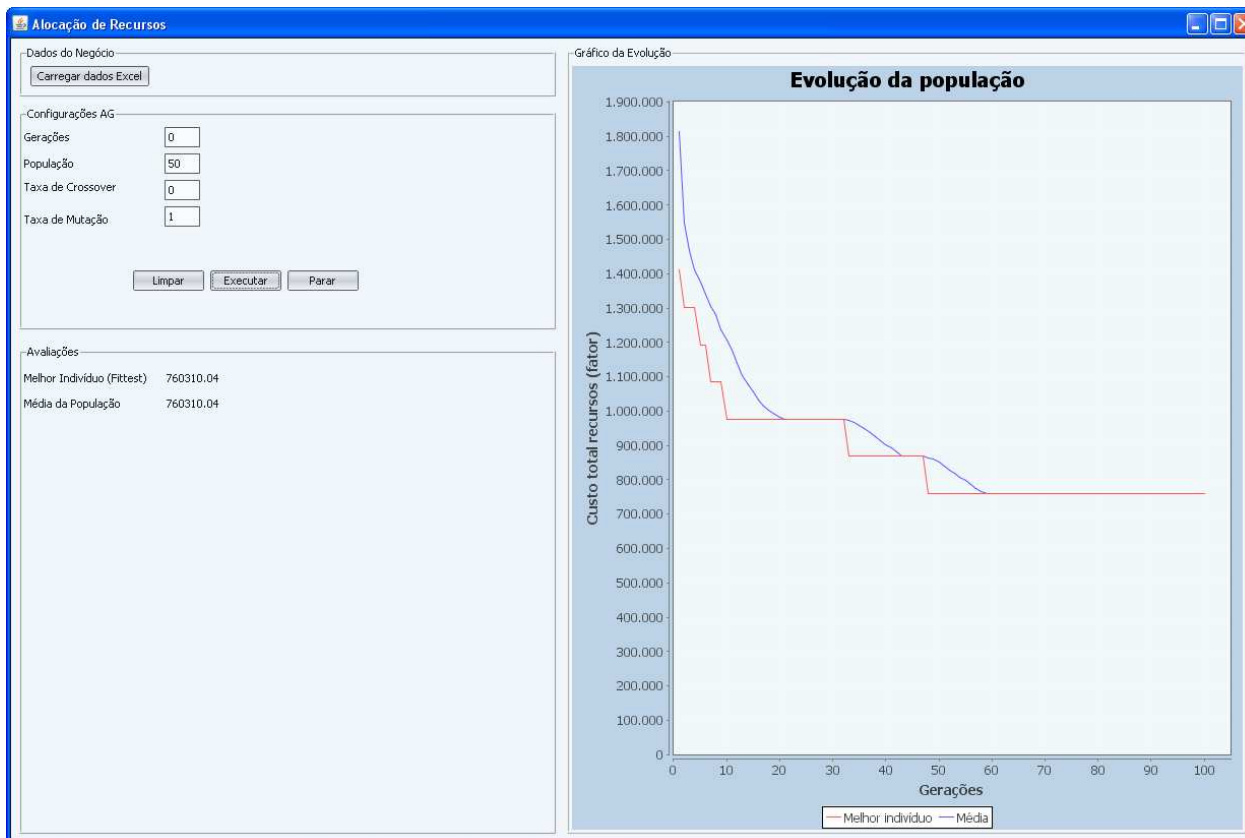 Alocação de Recursos
Dados do Negócio
Carregar dados Excel
Configurações AG
Gerações 0
População 50
Taxa de Crossover 0
Taxa de Mutação 1
Limpar Executar Parar
Avaliações
Melhor Indivíduo (Fittest) 760310.04
Média da População 760310.04
Gráfico da Evolução
Evolução da população
1.900.000
1.800.000
1.700.000
1.600.000
1.500.000
1.400.000
1.300.000
1.200.000
1.100.000
1.000.000
900.000
800.000
700.000
600.000
500.000
400.000
300.000
200.000
100.000
0
Custo total recursos (fator)
0 10 20 30 40 50 60 70 80 90 100
Gerações
Melhor indivíduo Média